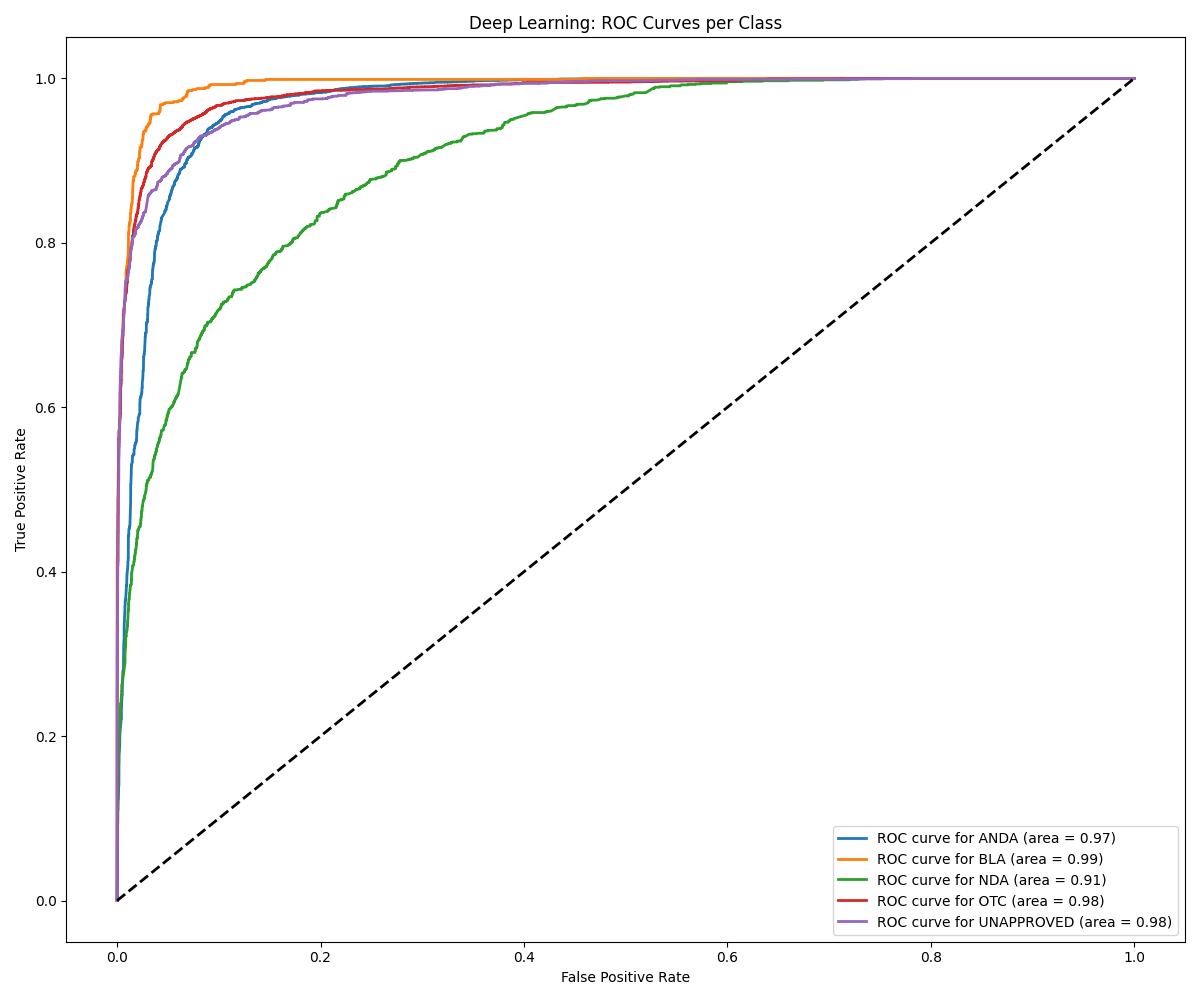 Deep Learning: ROC Curves per Class
1.0
0.8
0.6
0.4
0.2
0.0
True Positive Rate
0.0 0.2 0.4 0.6 0.8 1.0
False Positive Rate
ROC curve for ANDA (area = 0.97)
ROC curve for BLA (area = 0.99)
ROC curve for NDA (area = 0.91)
ROC curve for OTC (area = 0.98)
ROC curve for UNAPPROVED (area = 0.98)